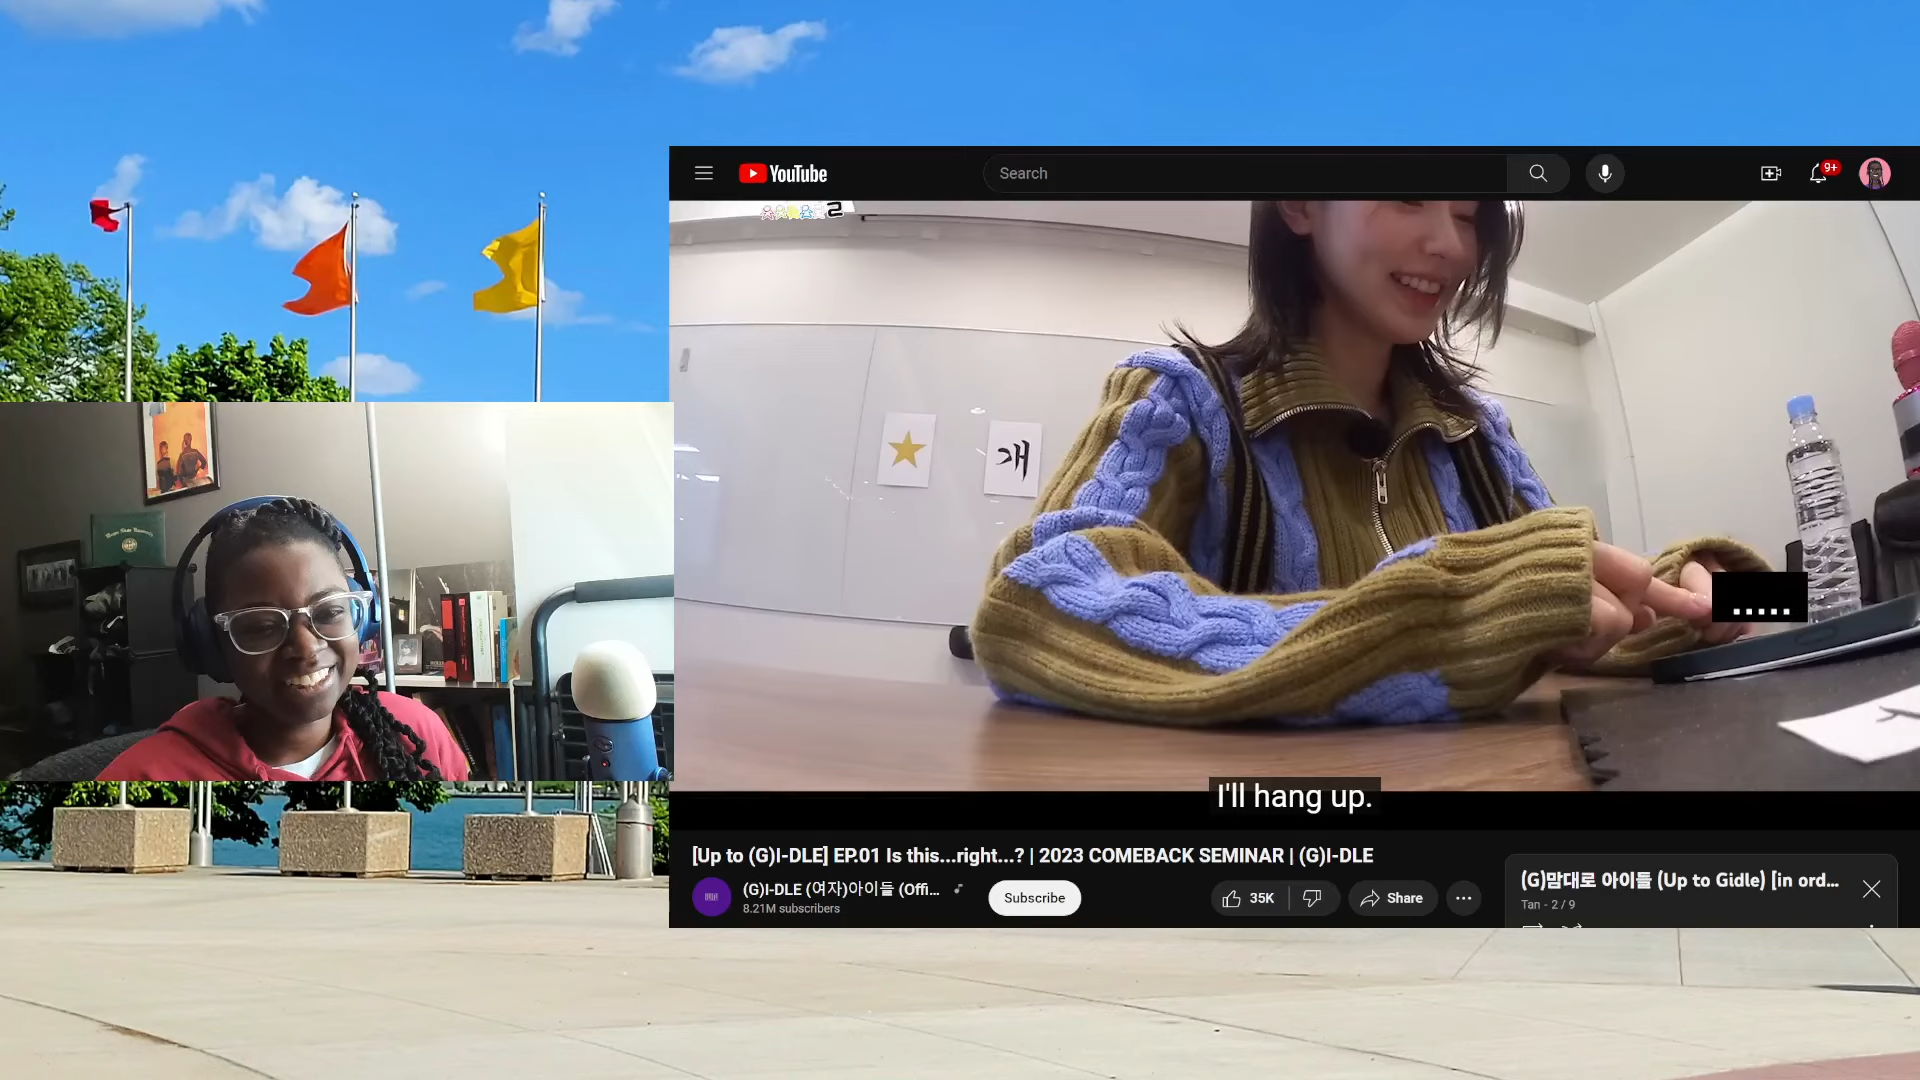 YouTube
Search
9+
2
개
.....
I'll hang up.
[Up to (G)I-DLE] EP.01 Is this...right...? | 2023 COMEBACK SEMINAR | (G)I-DLE
(G)I-DLE (여자)아이들 (Offi...
8.21M subscribers
Subscribe
35K
Share
(G)맘대로 아이들 (Up to Gidle) [in ord...
Tan - 2 / 9